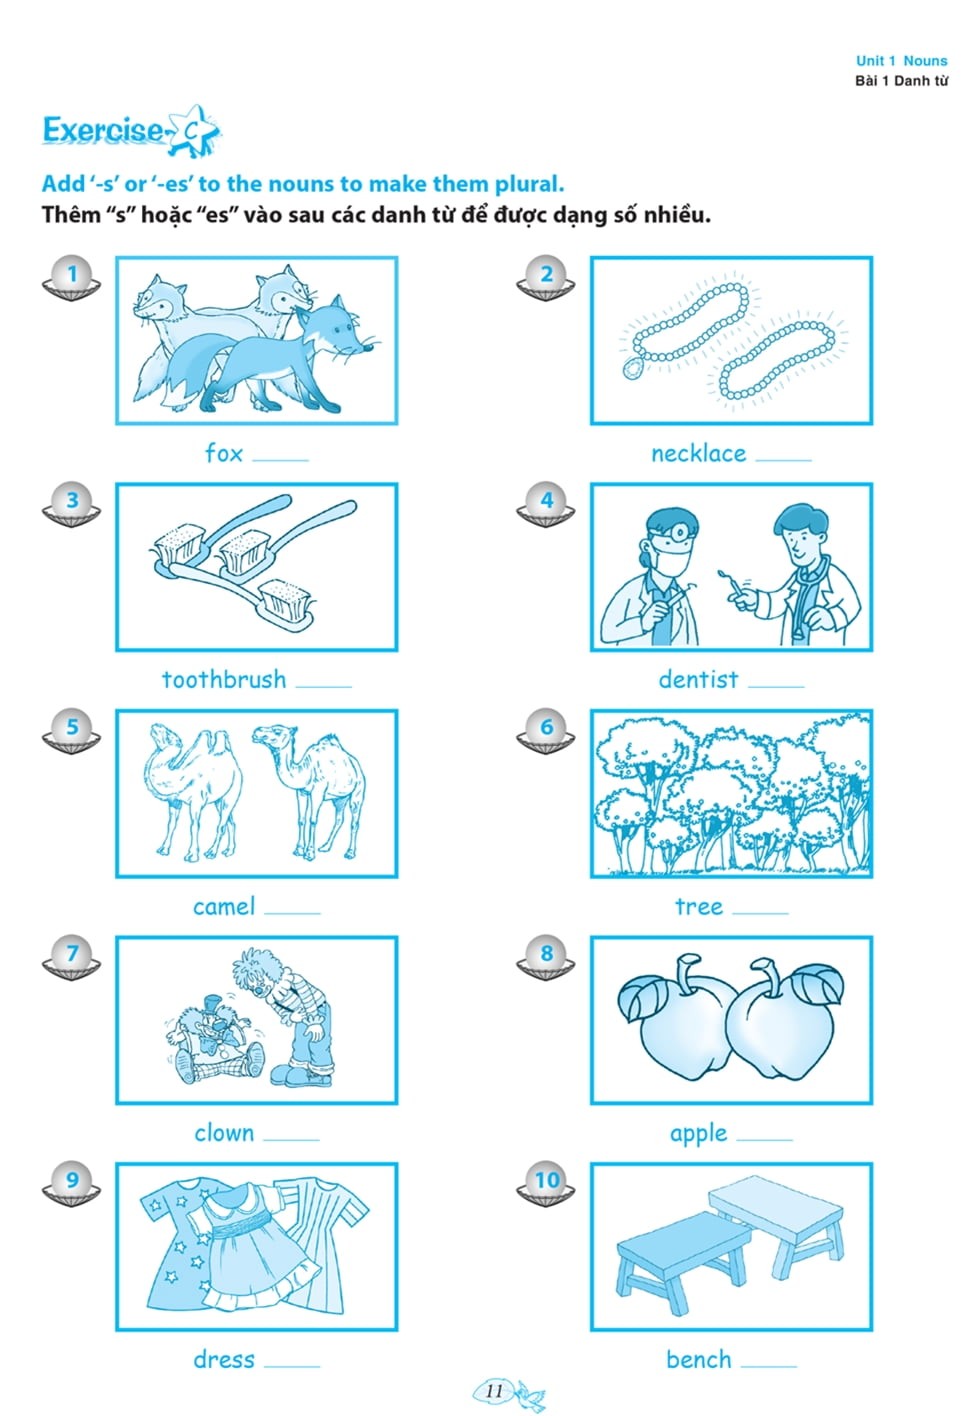 Unit 1 Nouns
Bài 1 Danh từ
Exercise C
Add ‘-s’ or ‘-es’ to the nouns to make them plural.
Thêm “s” hoặc “es” vào sau các danh từ để được dạng số nhiều.
1
2
fox ____
necklace ____
3
4
toothbrush ____
dentist ____
5
6
camel ____
tree ____
7
8
clown ____
apple ____
9
10
dress ____
bench ____
11